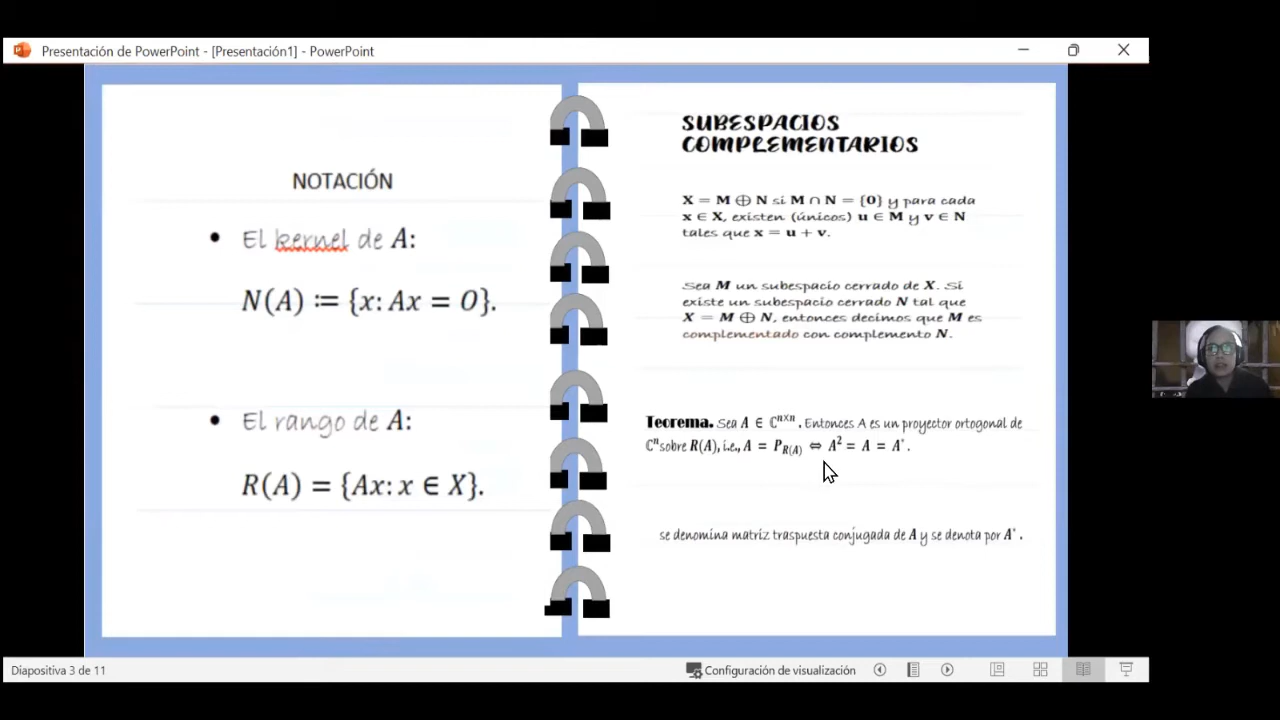 Presentación de PowerPoint - [Presentación1] - PowerPoint
NOTACIÓN
• El kernel de A:
N(A) ≔ {x: Ax = O}.
• El rango de A:
R(A) = {Ax: x ∈ X}.
SUBESPACIOS
COMPLEMENTARIOS
X = M ⊕ N si M ∩ N = {0} y para cada
x ∈ X, existen (únicos) u ∈ M y v ∈ N
tales que x = u + v.
Sea M un subespacio cerrado de X. Si
existe un subespacio cerrado N tal que
X = M ⊕ N, entonces decimos que M es
complementado con complemento N.
Teorema. Sea A ∈ ℂⁿˣⁿ. Entonces A es un proyector ortogonal de
ℂⁿ sobre R(A), i.e., A = P_R(A) ⇔ A² = A = A*.
se denomina matriz traspuesta conjugada de A y se denota por A*.
Diapositiva 3 de 11
Configuración de visualización